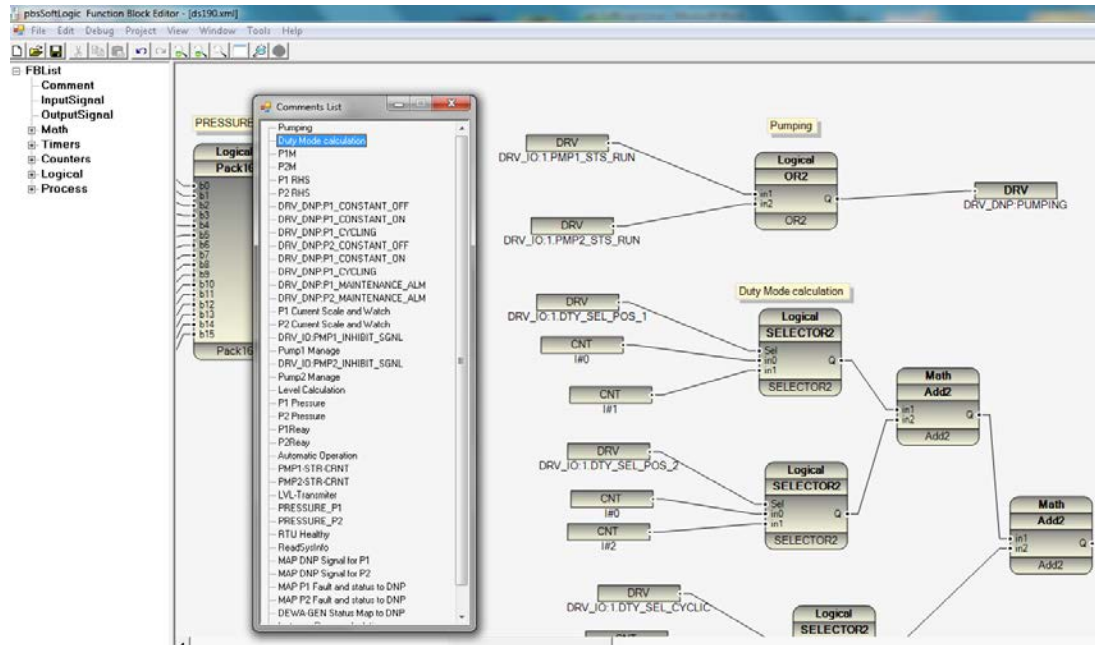 pbsSoftLogic Function Block Editor - [ds190.xml]
File Edit Debug Project View Window Tools Help
FBList
Comment
InputSignal
OutputSignal
Math
Timers
Counters
Logical
Process
PRESSURE
Logical
Pack16
b0
b1
b2
b3
b4
b5
b6
b7
b8
b9
b10
b11
b12
b13
b14
b15
Pack16
Comments List
Pumping
Duty Mode calculation
P1M
P2M
P1 RHS
P2 RHS
DRV_DNP:P1_CONSTANT_OFF
DRV_DNP:P1_CONSTANT_ON
DRV_DNP:P1_CYCLING
DRV_DNP:P2_CONSTANT_OFF
DRV_DNP:P2_CONSTANT_ON
DRV_DNP:P1_CYCLING
DRV_DNP:P1_MAINTENANCE_ALM
DRV_DNP:P2_MAINTENANCE_ALM
P1 Current Scale and Watch
P2 Current Scale and Watch
DRV_IO:PMP1_INHIBIT_SGNL
Pump1 Manage
DRV_IO:PMP2_INHIBIT_SGNL
Pump2 Manage
Level Calculation
P1 Pressure
P2 Pressure
P1Reay
P2Reay
Automatic Operation
PMP1-STR-CRNT
PMP2-STR-CRNT
LVL-Transmiter
PRESSURE_P1
PRESSURE_P2
RTU Healthy
ReadSysInfo
MAP DNP Signal for P1
MAP DNP Signal for P2
MAP P1 Fault and status to DNP
MAP P2 Fault and status to DNP
DEWA-GEN Status Map to DNP
Pumping
DRV
DRV_IO:1.PMP1_STS_RUN
DRV
DRV_IO:1.PMP2_STS_RUN
Logical
OR2
in1
in2
Q
OR2
DRV
DRV_DNP:PUMPING
Duty Mode calculation
DRV
DRV_IO:1.DTY_SEL_POS_1
CNT
I#0
CNT
I#1
Logical
SELECTOR2
Sel
in0
in1
Q
SELECTOR2
Math
Add2
in1
in2
Q
Add2
DRV
DRV_IO:1.DTY_SEL_POS_2
CNT
I#0
CNT
I#2
Logical
SELECTOR2
Sel
in0
in1
Q
SELECTOR2
Math
Add2
in1
in2
Q
Add2
DRV
DRV_IO:1.DTY_SEL_CYCLIC
CNT
Logical
SELECTOR2